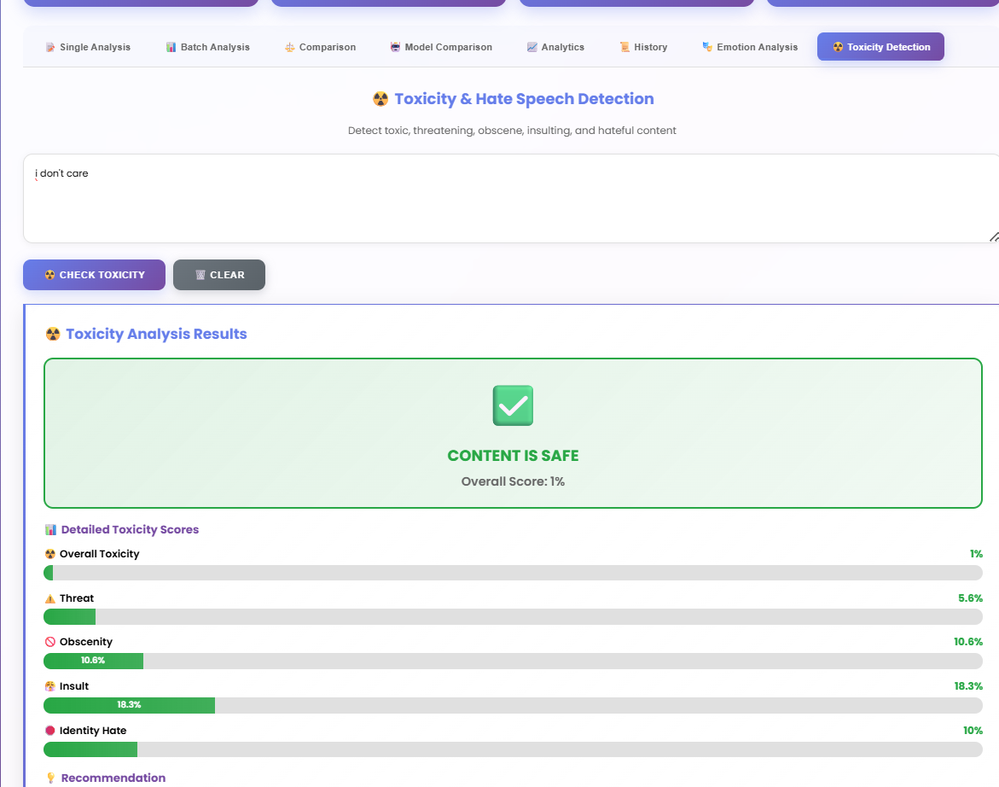 Single Analysis Batch Analysis Comparison Model Comparison Analytics History Emotion Analysis Toxicity Detection
Toxicity & Hate Speech Detection
Detect toxic, threatening, obscene, insulting, and hateful content
i don't care
CHECK TOXICITY CLEAR
Toxicity Analysis Results
CONTENT IS SAFE
Overall Score: 1%
Detailed Toxicity Scores
Overall Toxicity 1%
Threat 5.6%
Obscenity 10.6%
10.6%
Insult 18.3%
18.3%
Identity Hate 10%
Recommendation